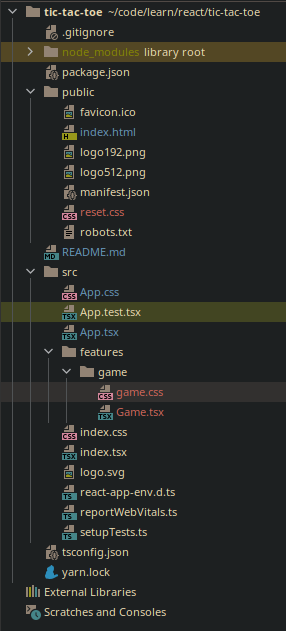 tic-tac-toe ~/code/learn/react/tic-tac-toe
.gitignore
node_modules library root
package.json
public
favicon.ico
index.html
logo192.png
logo512.png
manifest.json
reset.css
robots.txt
README.md
src
App.css
App.test.tsx
App.tsx
features
game
game.css
Game.tsx
index.css
index.tsx
logo.svg
react-app-env.d.ts
reportWebVitals.ts
setupTests.ts
tsconfig.json
yarn.lock
External Libraries
Scratches and Consoles